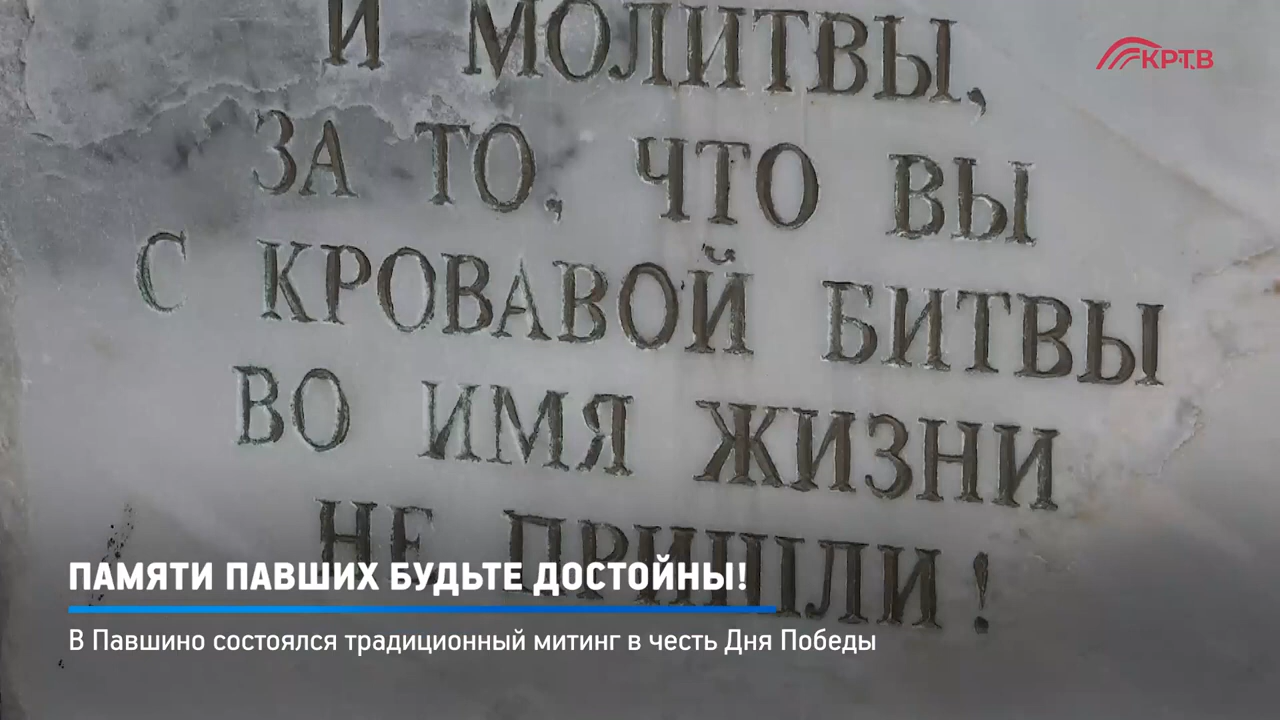 И МОЛИТВЫ,
ЗА ТО, ЧТО ВЫ
С КРОВАВОЙ БИТВЫ
ВО ИМЯ ЖИЗНИ
НЕ ПРИШЛИ!
КРТВ
ПАМЯТИ ПАВШИХ БУДЬТЕ ДОСТОЙНЫ!
В Павшино состоялся традиционный митинг в честь Дня Победы